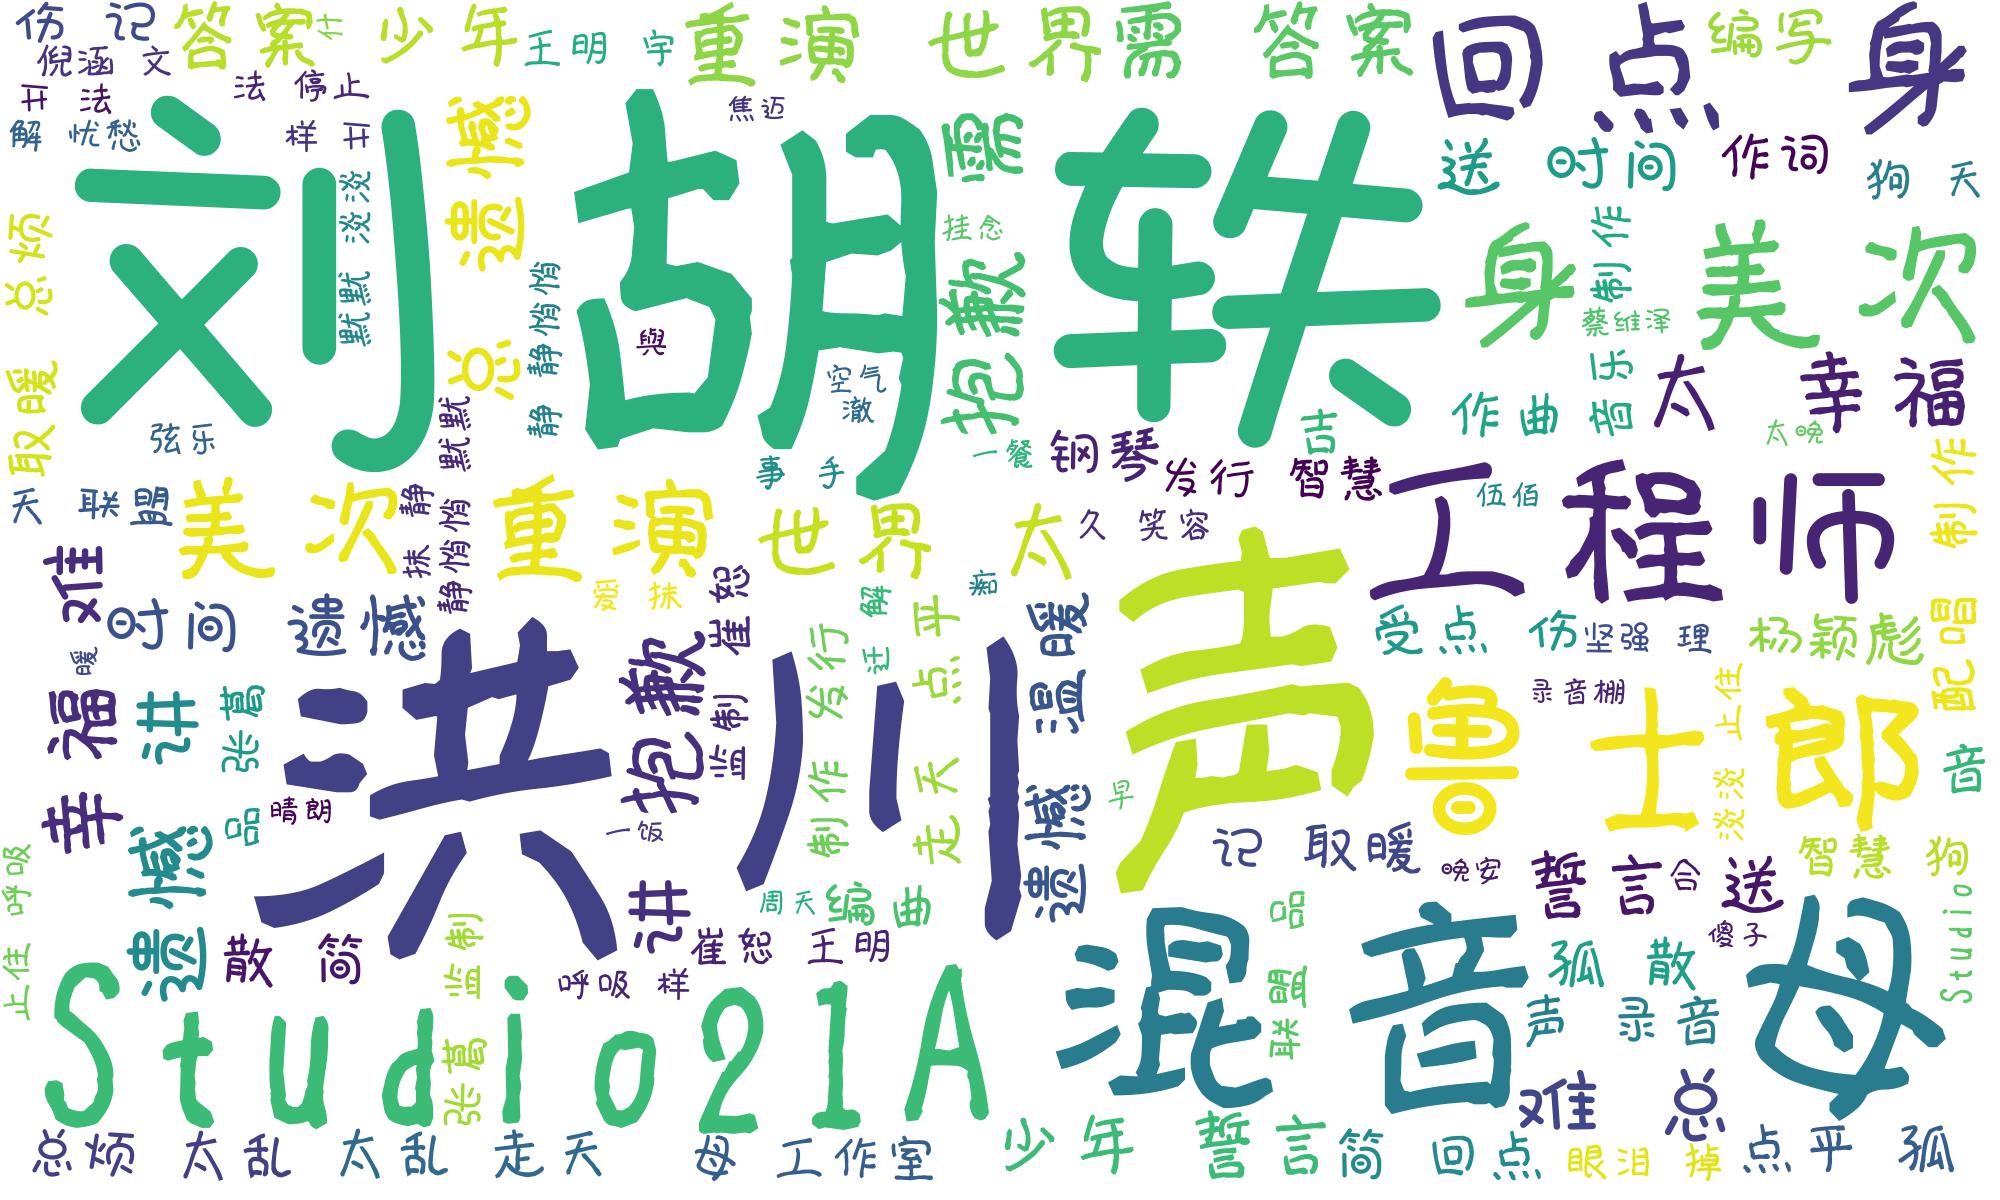 伤 记
答案 少年
王明 宇
重演 世界
需 答案
回点 身
编写
倪涵 文
什
开 法
法 停止
解 忧愁
样 开
刘
胡
轶
遗憾 总
淡淡
默默
静悄悄
静
焦迈
需
挂念
抱歉
送 时间
作词
狗 天
身 美 次
制作
音乐
蔡维泽
太 幸福
太晚
总烦
取暖
弦乐
默默
與
空气
澈
事 手
一餐
钢琴
发行 智慧
吉
作曲
工程师
伍佰
制作
配唱
天 联盟
美 次
静悄悄
抹 静
重演 世界 太
久 笑容
难 幸福
时间 遗憾
暖
讲
张葛
品
洪
川
声
抹
崔恕
监制
抱歉
讲
解
迁
发行
制作
点平
走天
温暖
遗憾
早
受点 伤
坚强 理
杨颖彪
录音棚
鲁士郎
止住
淡淡
音
晴朗
一饭
遗憾
呼吸
止住
记 取暖
晚安
誓言
合 送
智慧 狗
傻子
散 简
监制
张葛
周天
编曲
崔恕 王明
呼吸 样
Studio21A
混音 母
品
联盟
孤 散
声 录音
Studio
难 总
总烦 太乱 太乱 走天 母 工作室
少年 誓言
简 回点
眼泪 掉
点平 孤